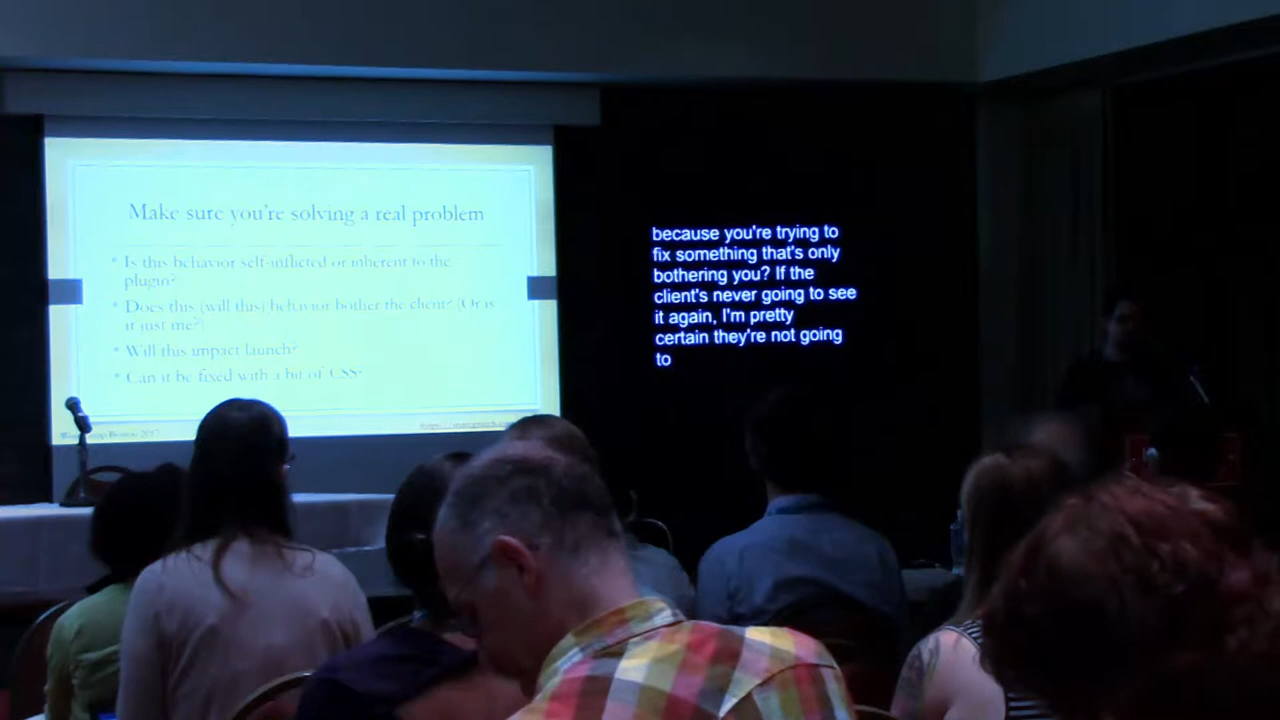 Make sure you're solving a real problem
* Is this behavior self-inflicted or inherent to the
plugin?
* Does this (will this) behavior bother the client? (Or is
it just me?)
* Will this impact launch?
* Can it be fixed with a bit of CSS?
Boston 2017
because you're trying to
fix something that's only
bothering you? If the
client's never going to see
it again, I'm pretty
certain they're not going
to